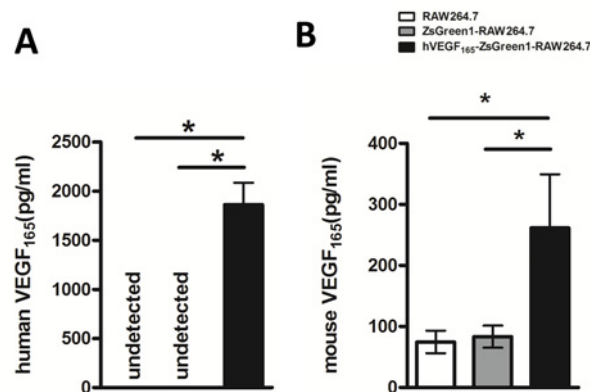 A
B
RAW264.7
ZsGreen1-RAW264.7
hVEGF₁₆₅-ZsGreen1-RAW264.7
human VEGF₁₆₅(pg/ml)
2500
2000
1500
1000
500
0
undetected
undetected
*
*
mouse VEGF₁₆₅(pg/ml)
400
300
200
100
0
*
*